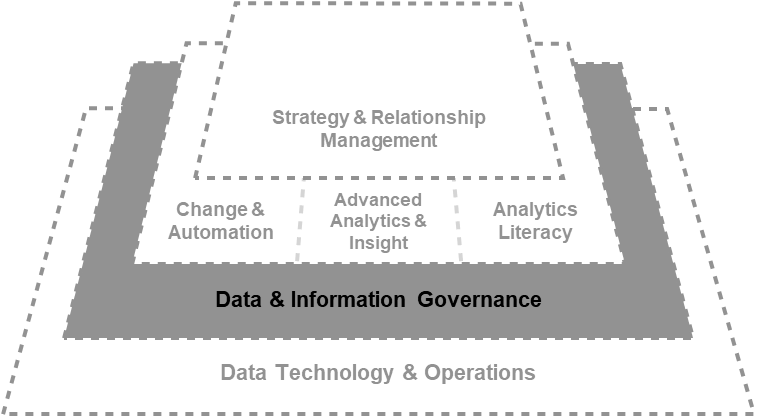 Strategy & Relationship
Management
Change &
Automation
Advanced
Analytics &
Insight
Analytics
Literacy
Data & Information Governance
Data Technology & Operations